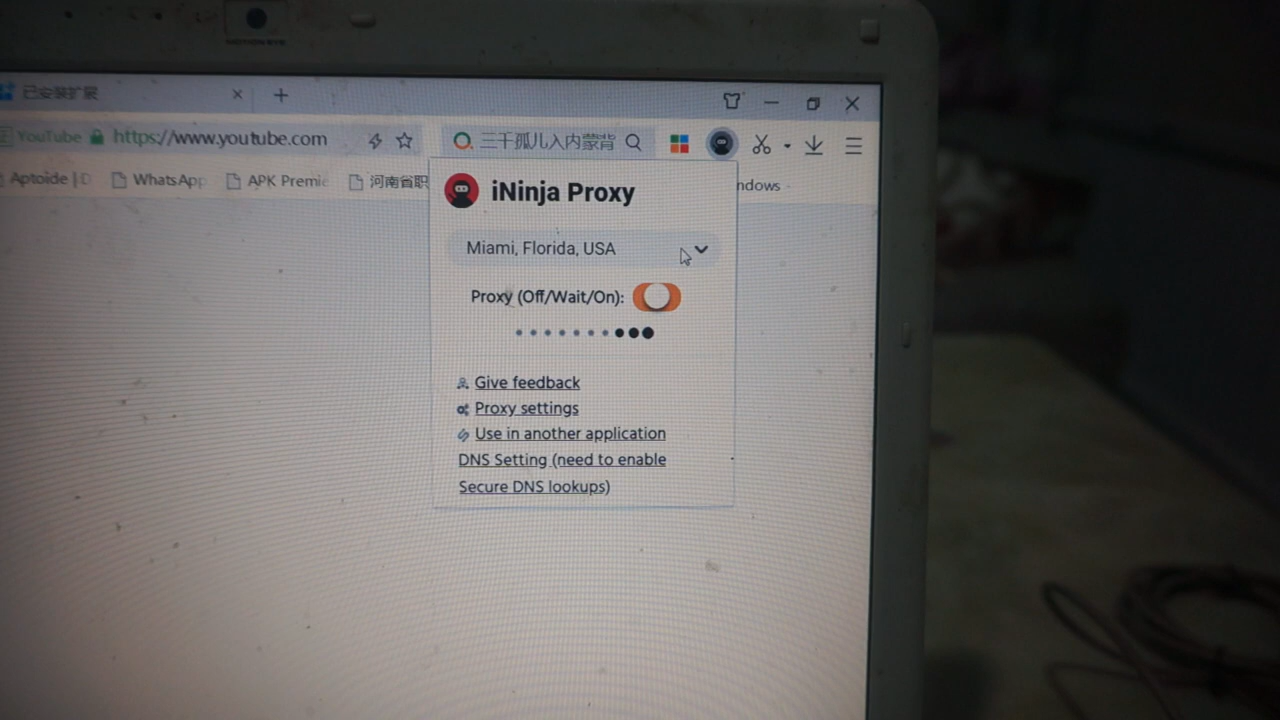 已安装扩展
YouTube https://www.youtube.com
三千孤儿入内蒙背
Aptoide | D WhatsApp APK Premi 河南省职 ndows
iNinja Proxy
Miami, Florida, USA
Proxy (Off/Wait/On):
Give feedback
Proxy settings
Use in another application
DNS Setting (need to enable
Secure DNS lookups)